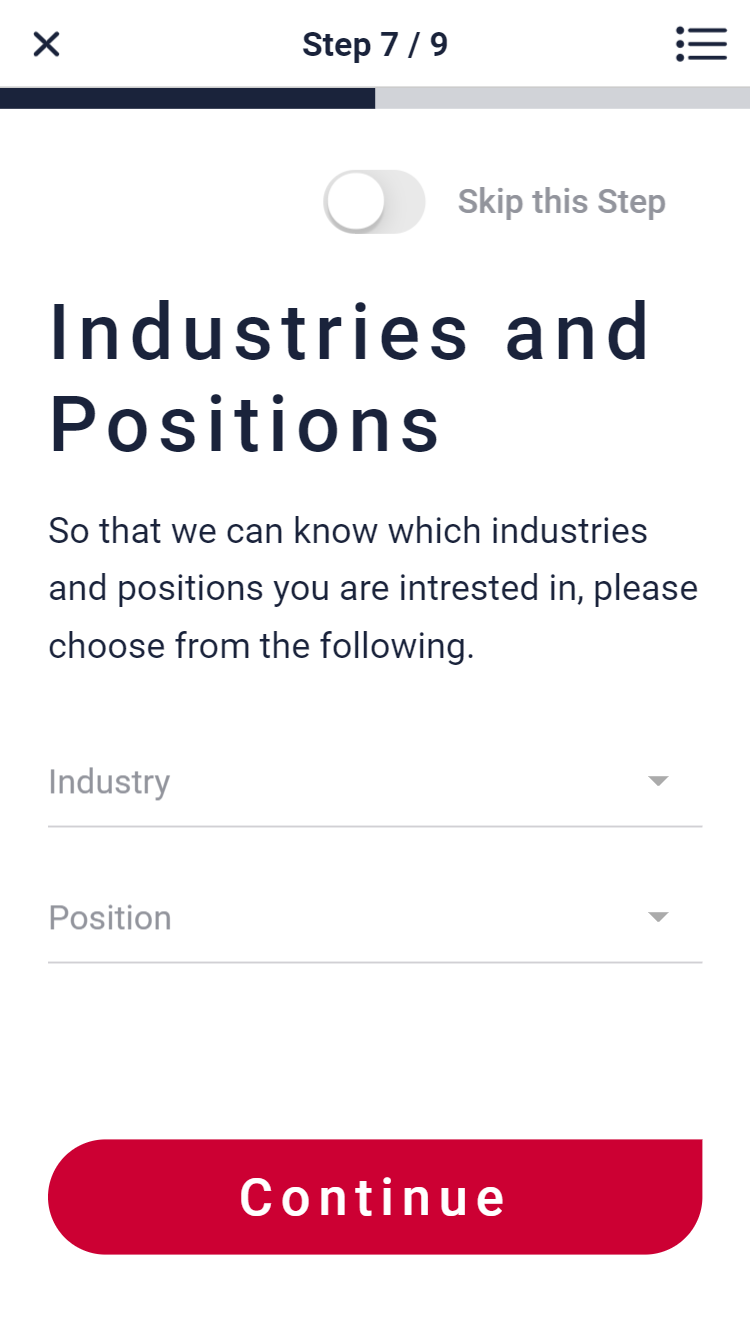 Step 7 / 9
Skip this Step
Industries and
Positions
So that we can know which industries
and positions you are intrested in, please
choose from the following.
Industry
Position
Continue